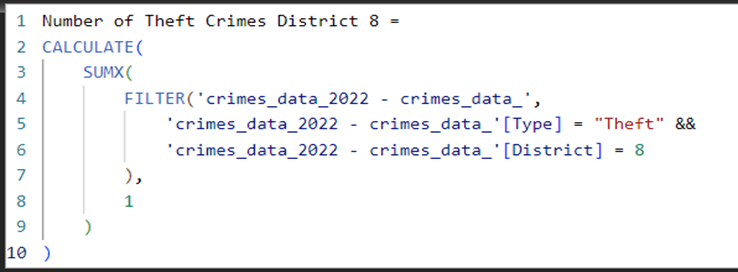 1 Number of Theft Crimes District 8 =
2 CALCULATE(
3 SUMX(
4 FILTER('crimes_data_2022 - crimes_data_',
5 'crimes_data_2022 - crimes_data_'[Type] = "Theft" &&
6 'crimes_data_2022 - crimes_data_'[District] = 8
7 ),
8 1
9 )
10 )